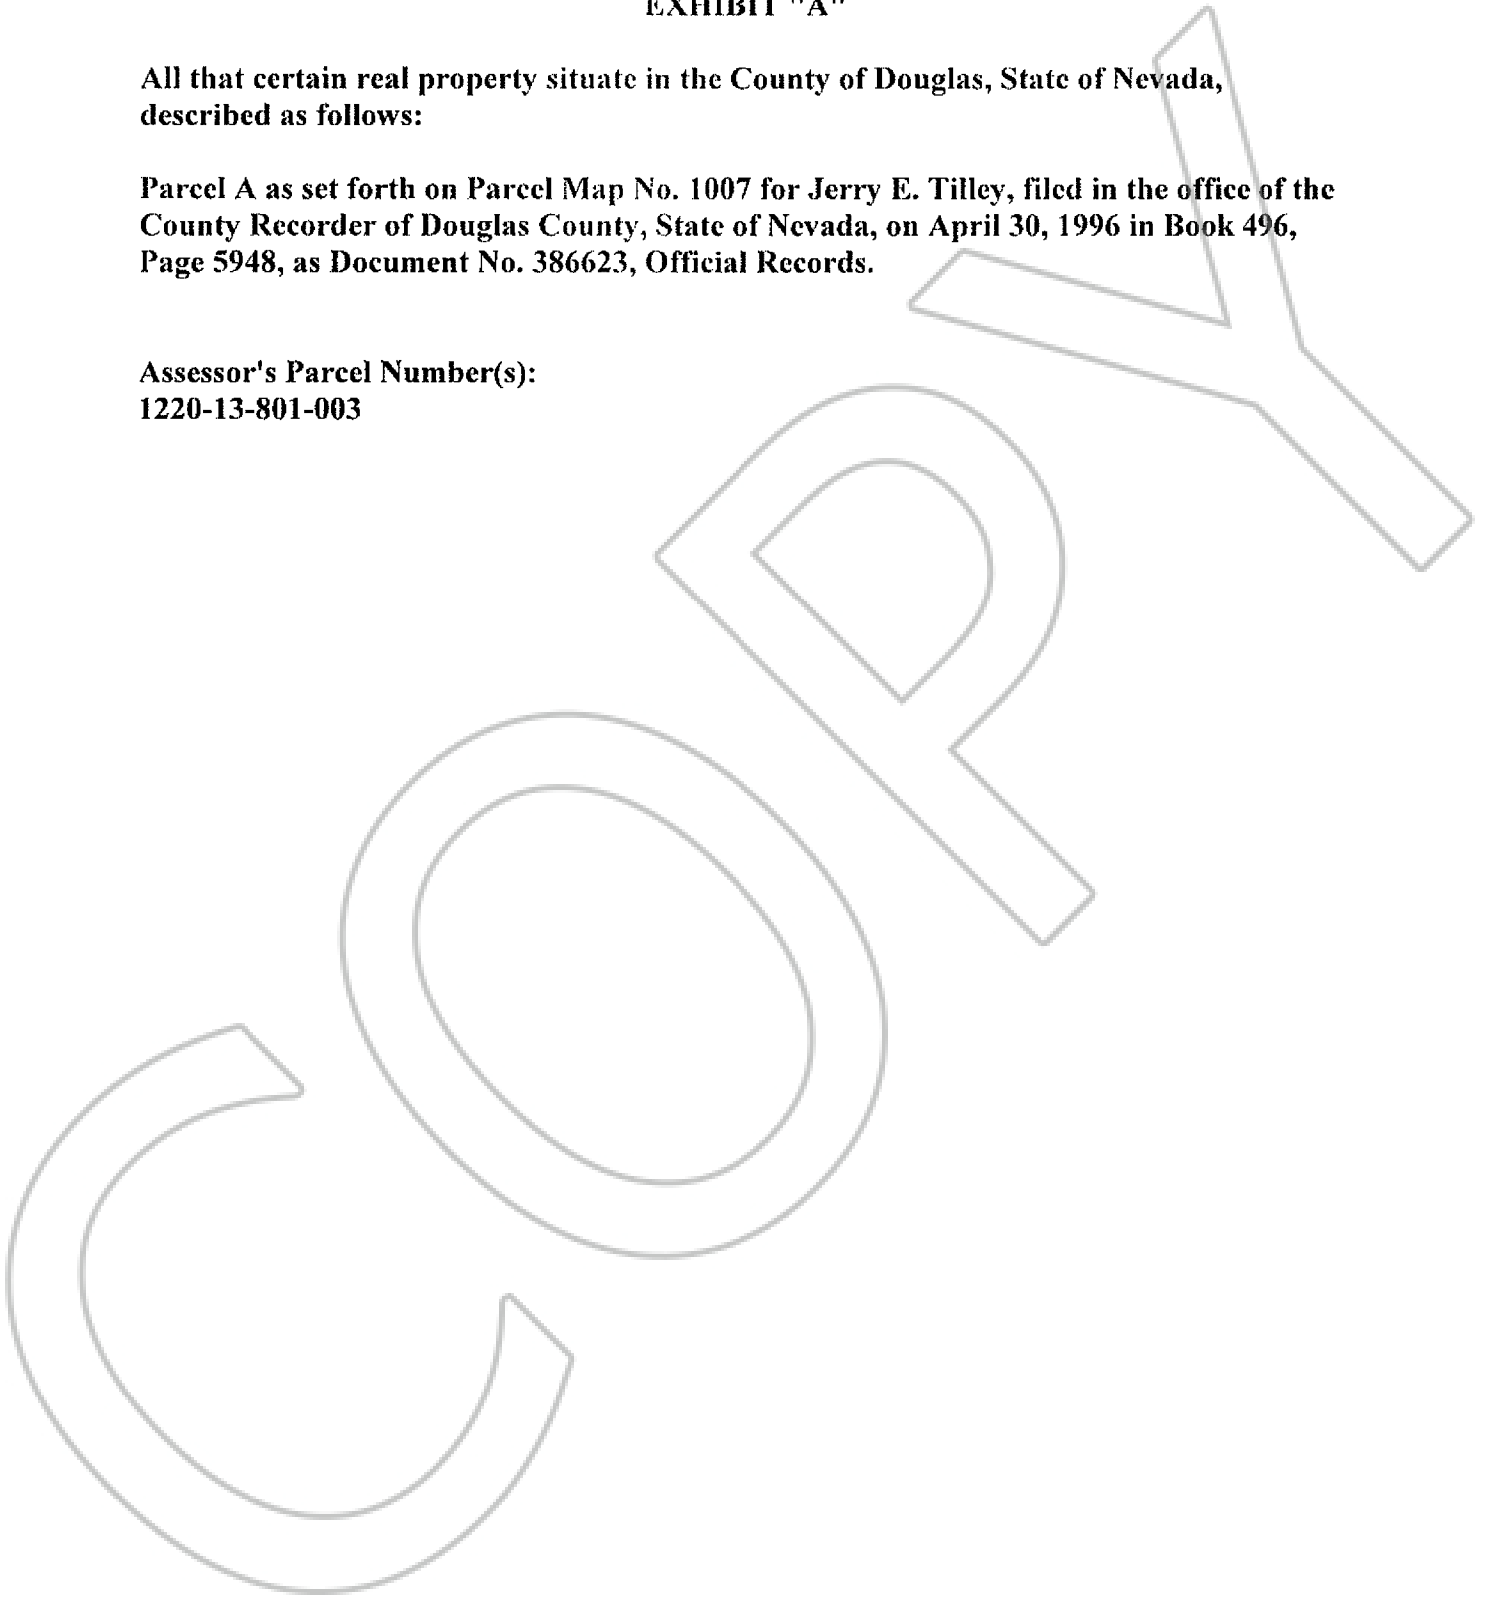 EXHIBIT "A"
All that certain real property situate in the County of Douglas, State of Nevada,
described as follows:
Parcel A as set forth on Parcel Map No. 1007 for Jerry E. Tilley, filed in the office of the
County Recorder of Douglas County, State of Nevada, on April 30, 1996 in Book 496,
Page 5948, as Document No. 386623, Official Records.
Assessor's Parcel Number(s):
1220-13-801-003
COPY